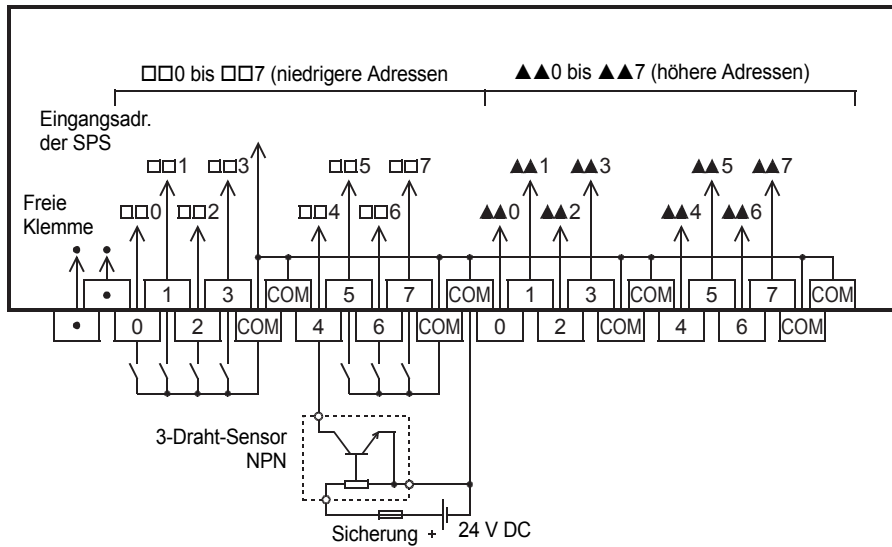 □□0 bis □□7 (niedrigere Adressen ▲▲0 bis ▲▲7 (höhere Adressen)
Eingangsadr.
der SPS
□□1 □□3 □□5 □□7 ▲▲1 ▲▲3 ▲▲5 ▲▲7
Freie
Klemme
□□0 □□2 □□4 □□6 ▲▲0 ▲▲2 ▲▲4 ▲▲6
• 1 3 COM 5 7 COM 1 3 COM 5 7 COM
• 0 2 COM 4 6 COM 0 2 COM 4 6 COM
3-Draht-Sensor
NPN
Sicherung + 24 V DC